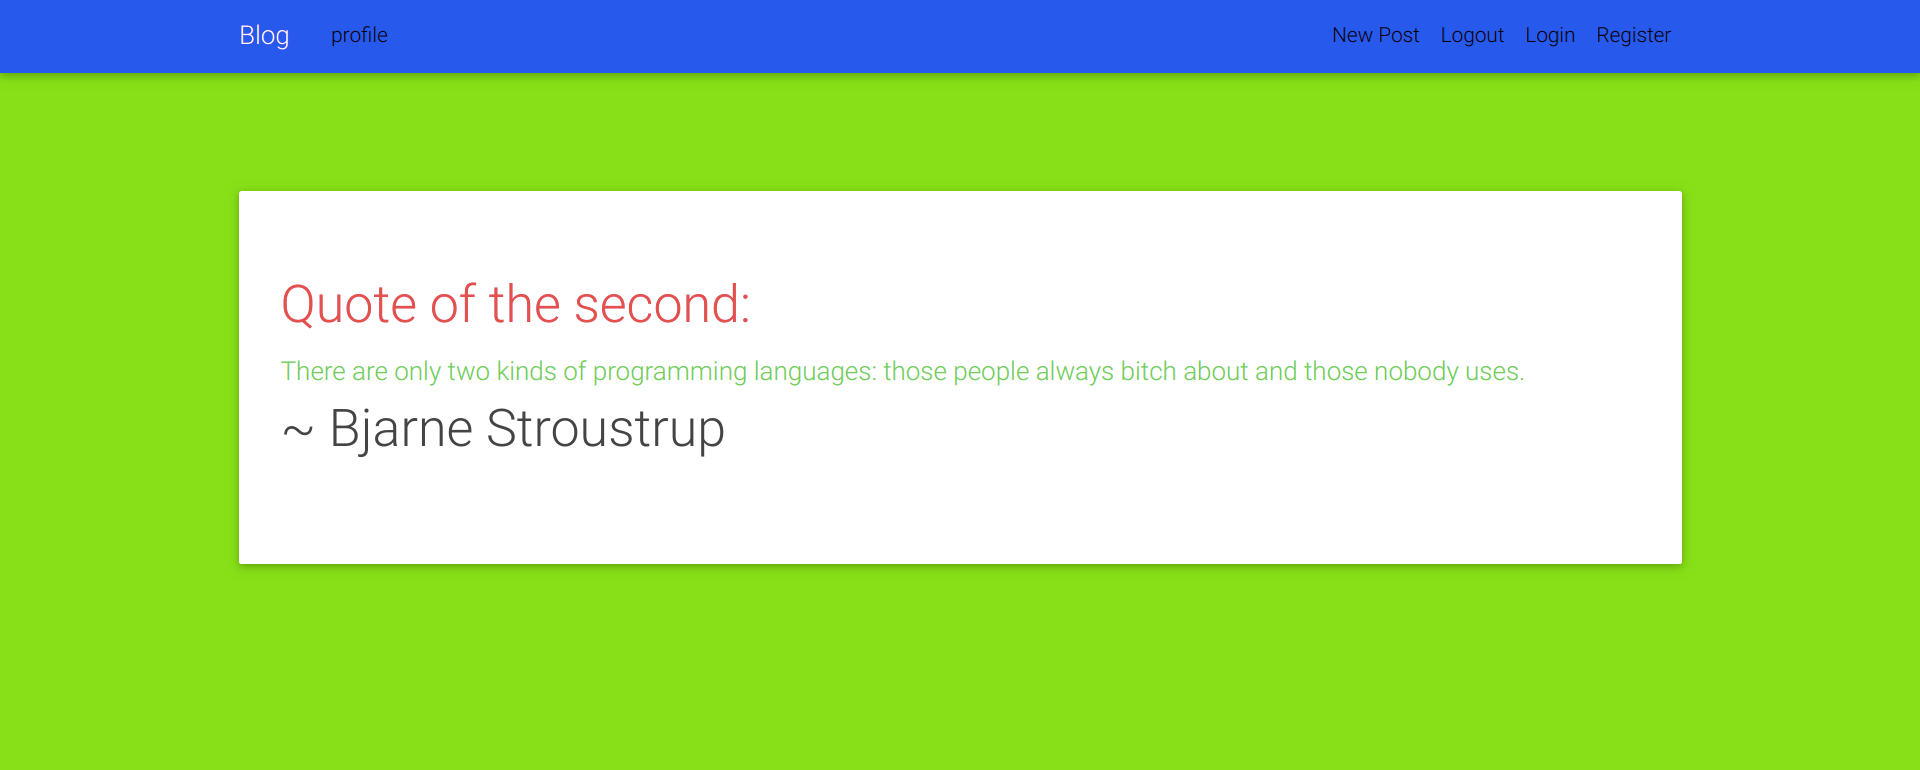 Blog profile New Post Logout Login Register
Quote of the second:
There are only two kinds of programming languages: those people always bitch about and those nobody uses.
~ Bjarne Stroustrup